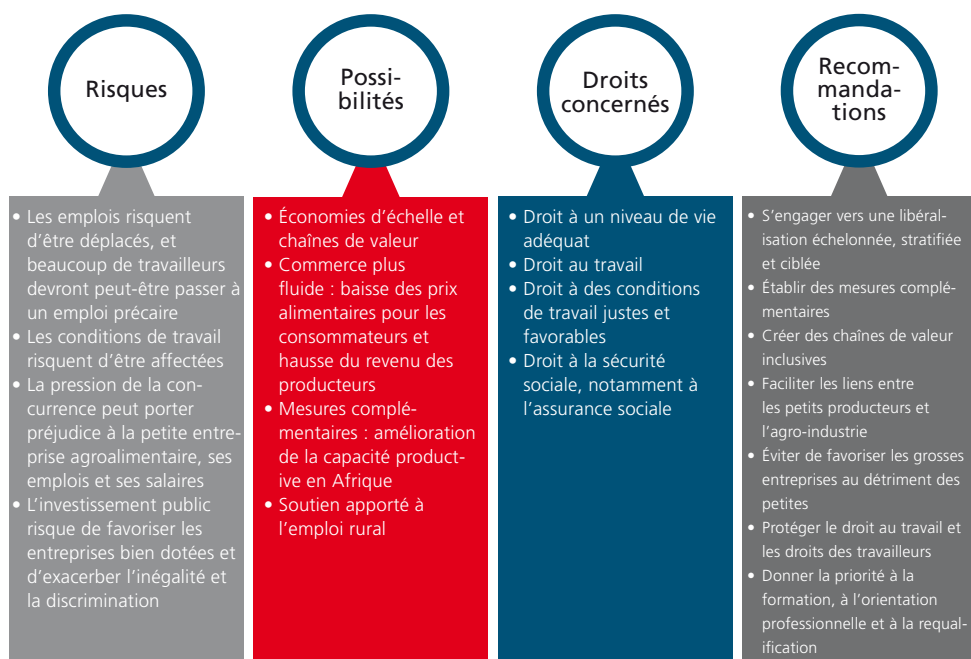 Risques
• Les emplois risquent
d’être déplacés, et
beaucoup de travailleurs
devront peut-être passer à
un emploi précaire
• Les conditions de travail
risquent d’être affectées
• La pression de la con-
currence peut porter
préjudice à la petite entre-
prise agroalimentaire, ses
emplois et ses salaires
• L’investissement public
risque de favoriser les
entreprises bien dotées et
d’exacerber l’inégalité et
la discrimination
Possi-
bilités
• Économies d’échelle et
chaînes de valeur
• Commerce plus
fluide : baisse des prix
alimentaires pour les
consommateurs et
hausse du revenu des
producteurs
• Mesures complé-
mentaires : amélioration
de la capacité product-
ive en Afrique
• Soutien apporté à
l’emploi rural
Droits
concernés
• Droit à un niveau de vie
adéquat
• Droit au travail
• Droit à des conditions
de travail justes et
favorables
• Droit à la sécurité
sociale, notamment à
l’assurance sociale
Recom-
manda-
tions
• S’engager vers une libéral-
isation échelonnée, stratifiée
et ciblée
• Établir des mesures complé-
mentaires
• Créer des chaînes de valeur
inclusives
• Faciliter les liens entre
les petits producteurs et
l’agro-industrie
• Éviter de favoriser les grosses
entreprises au détriment des
petites
• Protéger le droit au travail et
les droits des travailleurs
• Donner la priorité à la
formation, à l’orientation
professionnelle et à la requal-
ification